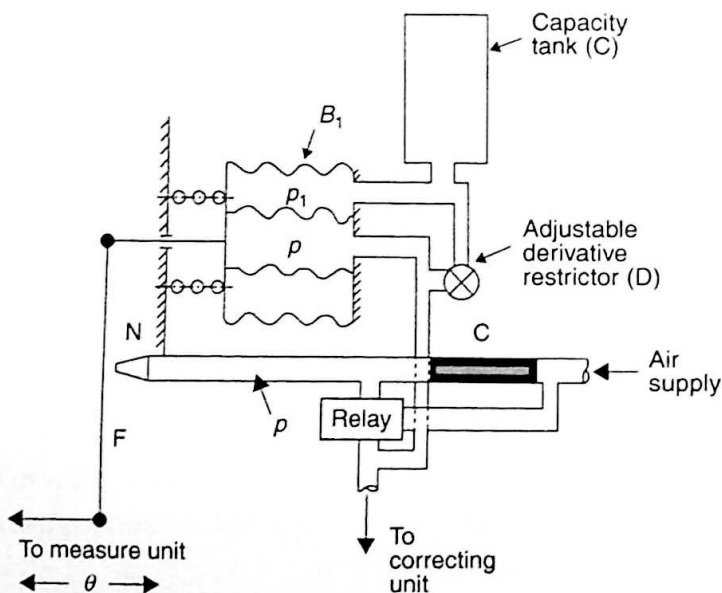 Capacity
tank (C)
B₁
p₁
p
Adjustable
derivative
restrictor (D)
N
C
Air
supply
p
Relay
F
To measure unit
θ
To
correcting
unit